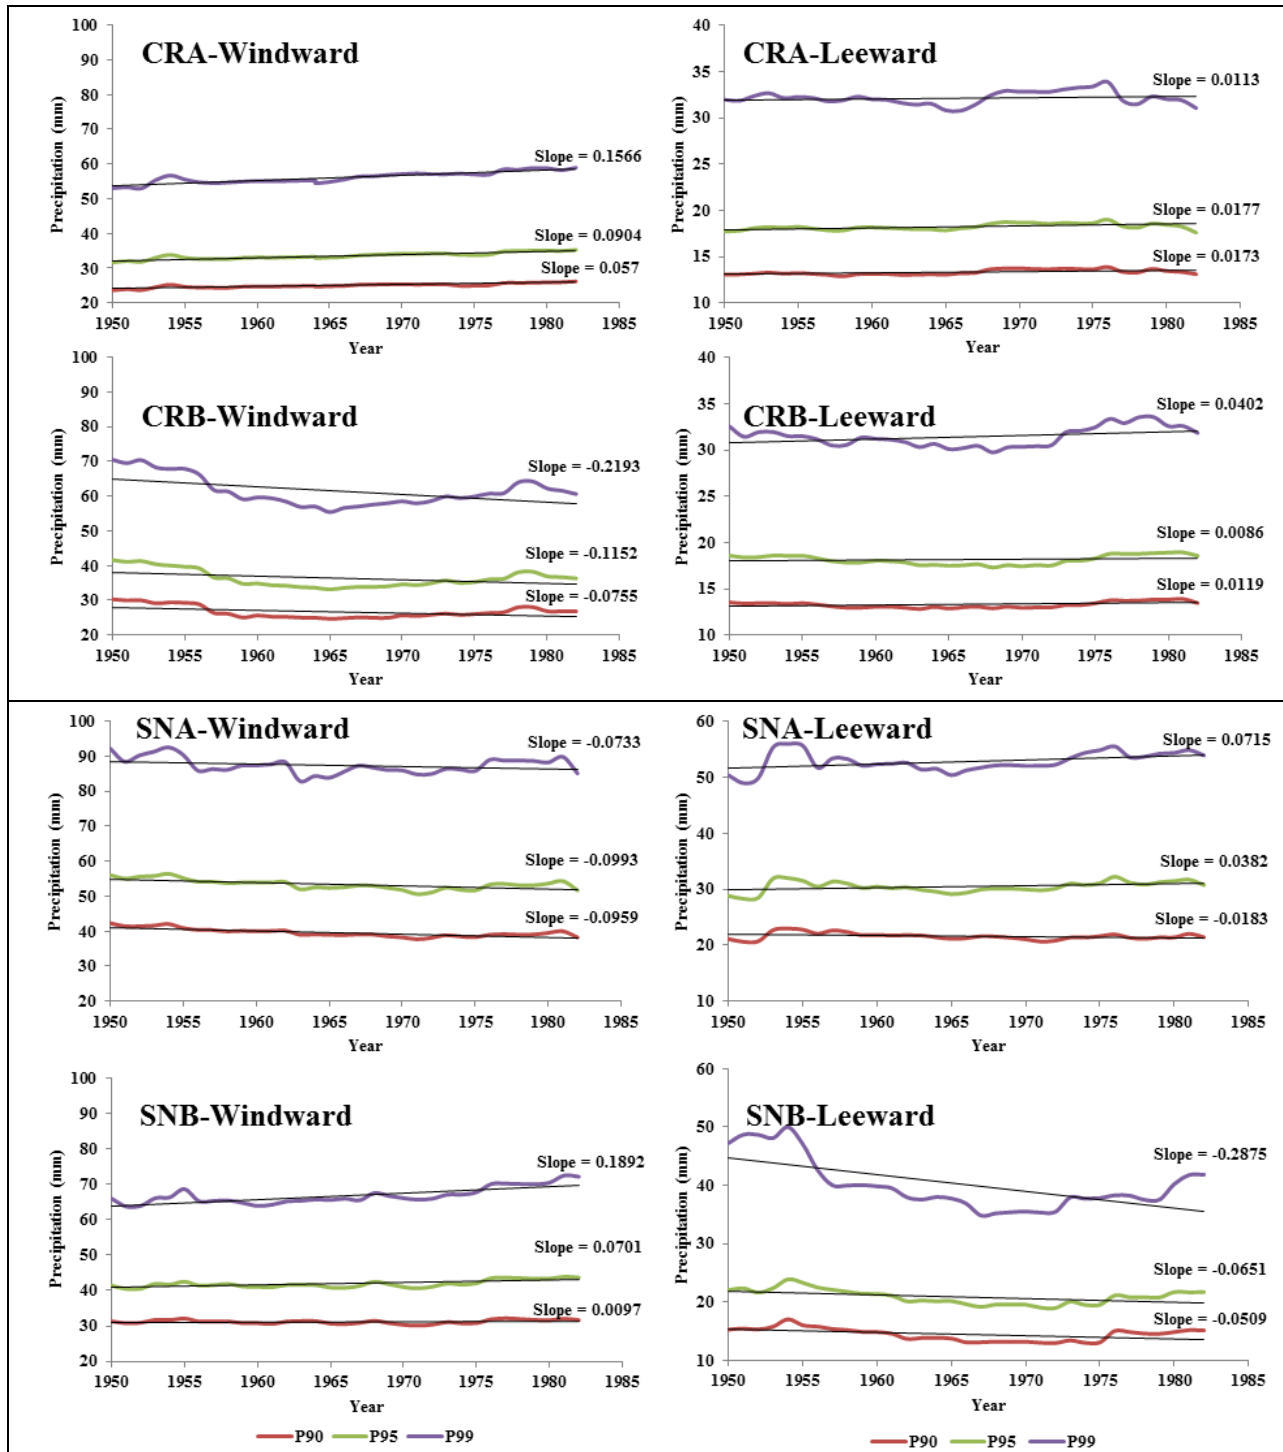 CRA-Windward
Precipitation (mm)
100
90
80
70
60
50
40
30
20
Slope = 0.1566
Slope = 0.0904
Slope = 0.057
1950 1955 1960 1965 1970 1975 1980 1985
Year
CRA-Leeward
Precipitation (mm)
40
35
30
25
20
15
10
Slope = 0.0113
Slope = 0.0177
Slope = 0.0173
1950 1955 1960 1965 1970 1975 1980 1985
Year
CRB-Windward
Precipitation (mm)
100
90
80
70
60
50
40
30
20
Slope = -0.2193
Slope = -0.1152
Slope = -0.0755
1950 1955 1960 1965 1970 1975 1980 1985
Year
CRB-Leeward
Precipitation (mm)
40
35
30
25
20
15
10
Slope = 0.0402
Slope = 0.0086
Slope = 0.0119
1950 1955 1960 1965 1970 1975 1980 1985
Year
SNA-Windward
Precipitation (mm)
100
90
80
70
60
50
40
30
20
Slope = -0.0733
Slope = -0.0993
Slope = -0.0959
1950 1955 1960 1965 1970 1975 1980 1985
Year
SNA-Leeward
Precipitation (mm)
60
50
40
30
20
10
Slope = 0.0715
Slope = 0.0382
Slope = -0.0183
1950 1955 1960 1965 1970 1975 1980 1985
Year
SNB-Windward
Precipitation (mm)
100
90
80
70
60
50
40
30
20
Slope = 0.1892
Slope = 0.0701
Slope = 0.0097
1950 1955 1960 1965 1970 1975 1980 1985
Year
P90 P95 P99
SNB-Leeward
Precipitation (mm)
60
50
40
30
20
10
Slope = -0.2875
Slope = -0.0651
Slope = -0.0509
1950 1955 1960 1965 1970 1975 1980 1985
Year
P90 P95 P99